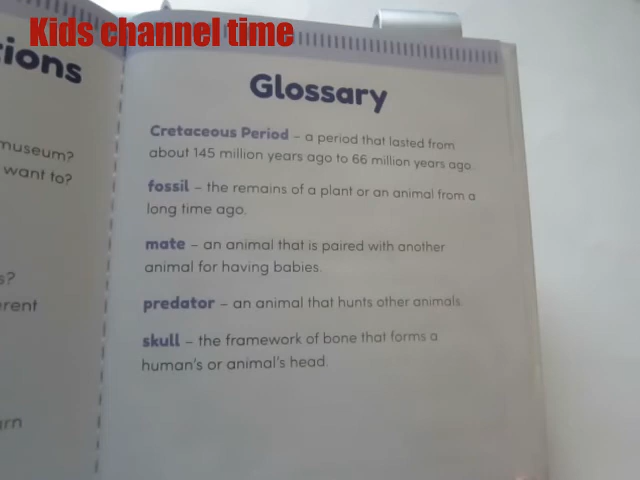 Kids channel time
tions
museum?
want to?
s?
erent
arn
Glossary
Cretaceous Period – a period that lasted from
about 145 million years ago to 66 million years ago.
fossil – the remains of a plant or an animal from a
long time ago.
mate – an animal that is paired with another
animal for having babies.
predator – an animal that hunts other animals.
skull – the framework of bone that forms a
human's or animal's head.